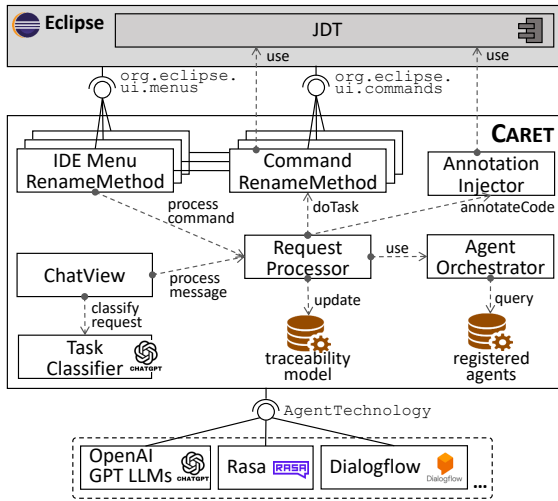 Eclipse
JDT
use
use
org.eclipse.
ui.menus
org.eclipse.
ui.commands
CARET
IDE Menu
RenameMethod
Command
RenameMethod
Annotation
Injector
process
command
doTask
annotateCode
Request
Processor
use
Agent
Orchestrator
ChatView
process
message
classify
request
update
query
Task
Classifier
CHATGPT
traceability
model
registered
agents
AgentTechnology
OpenAI
GPT LLMs
CHATGPT
Rasa
RASA
Dialogflow
Dialogflow
...